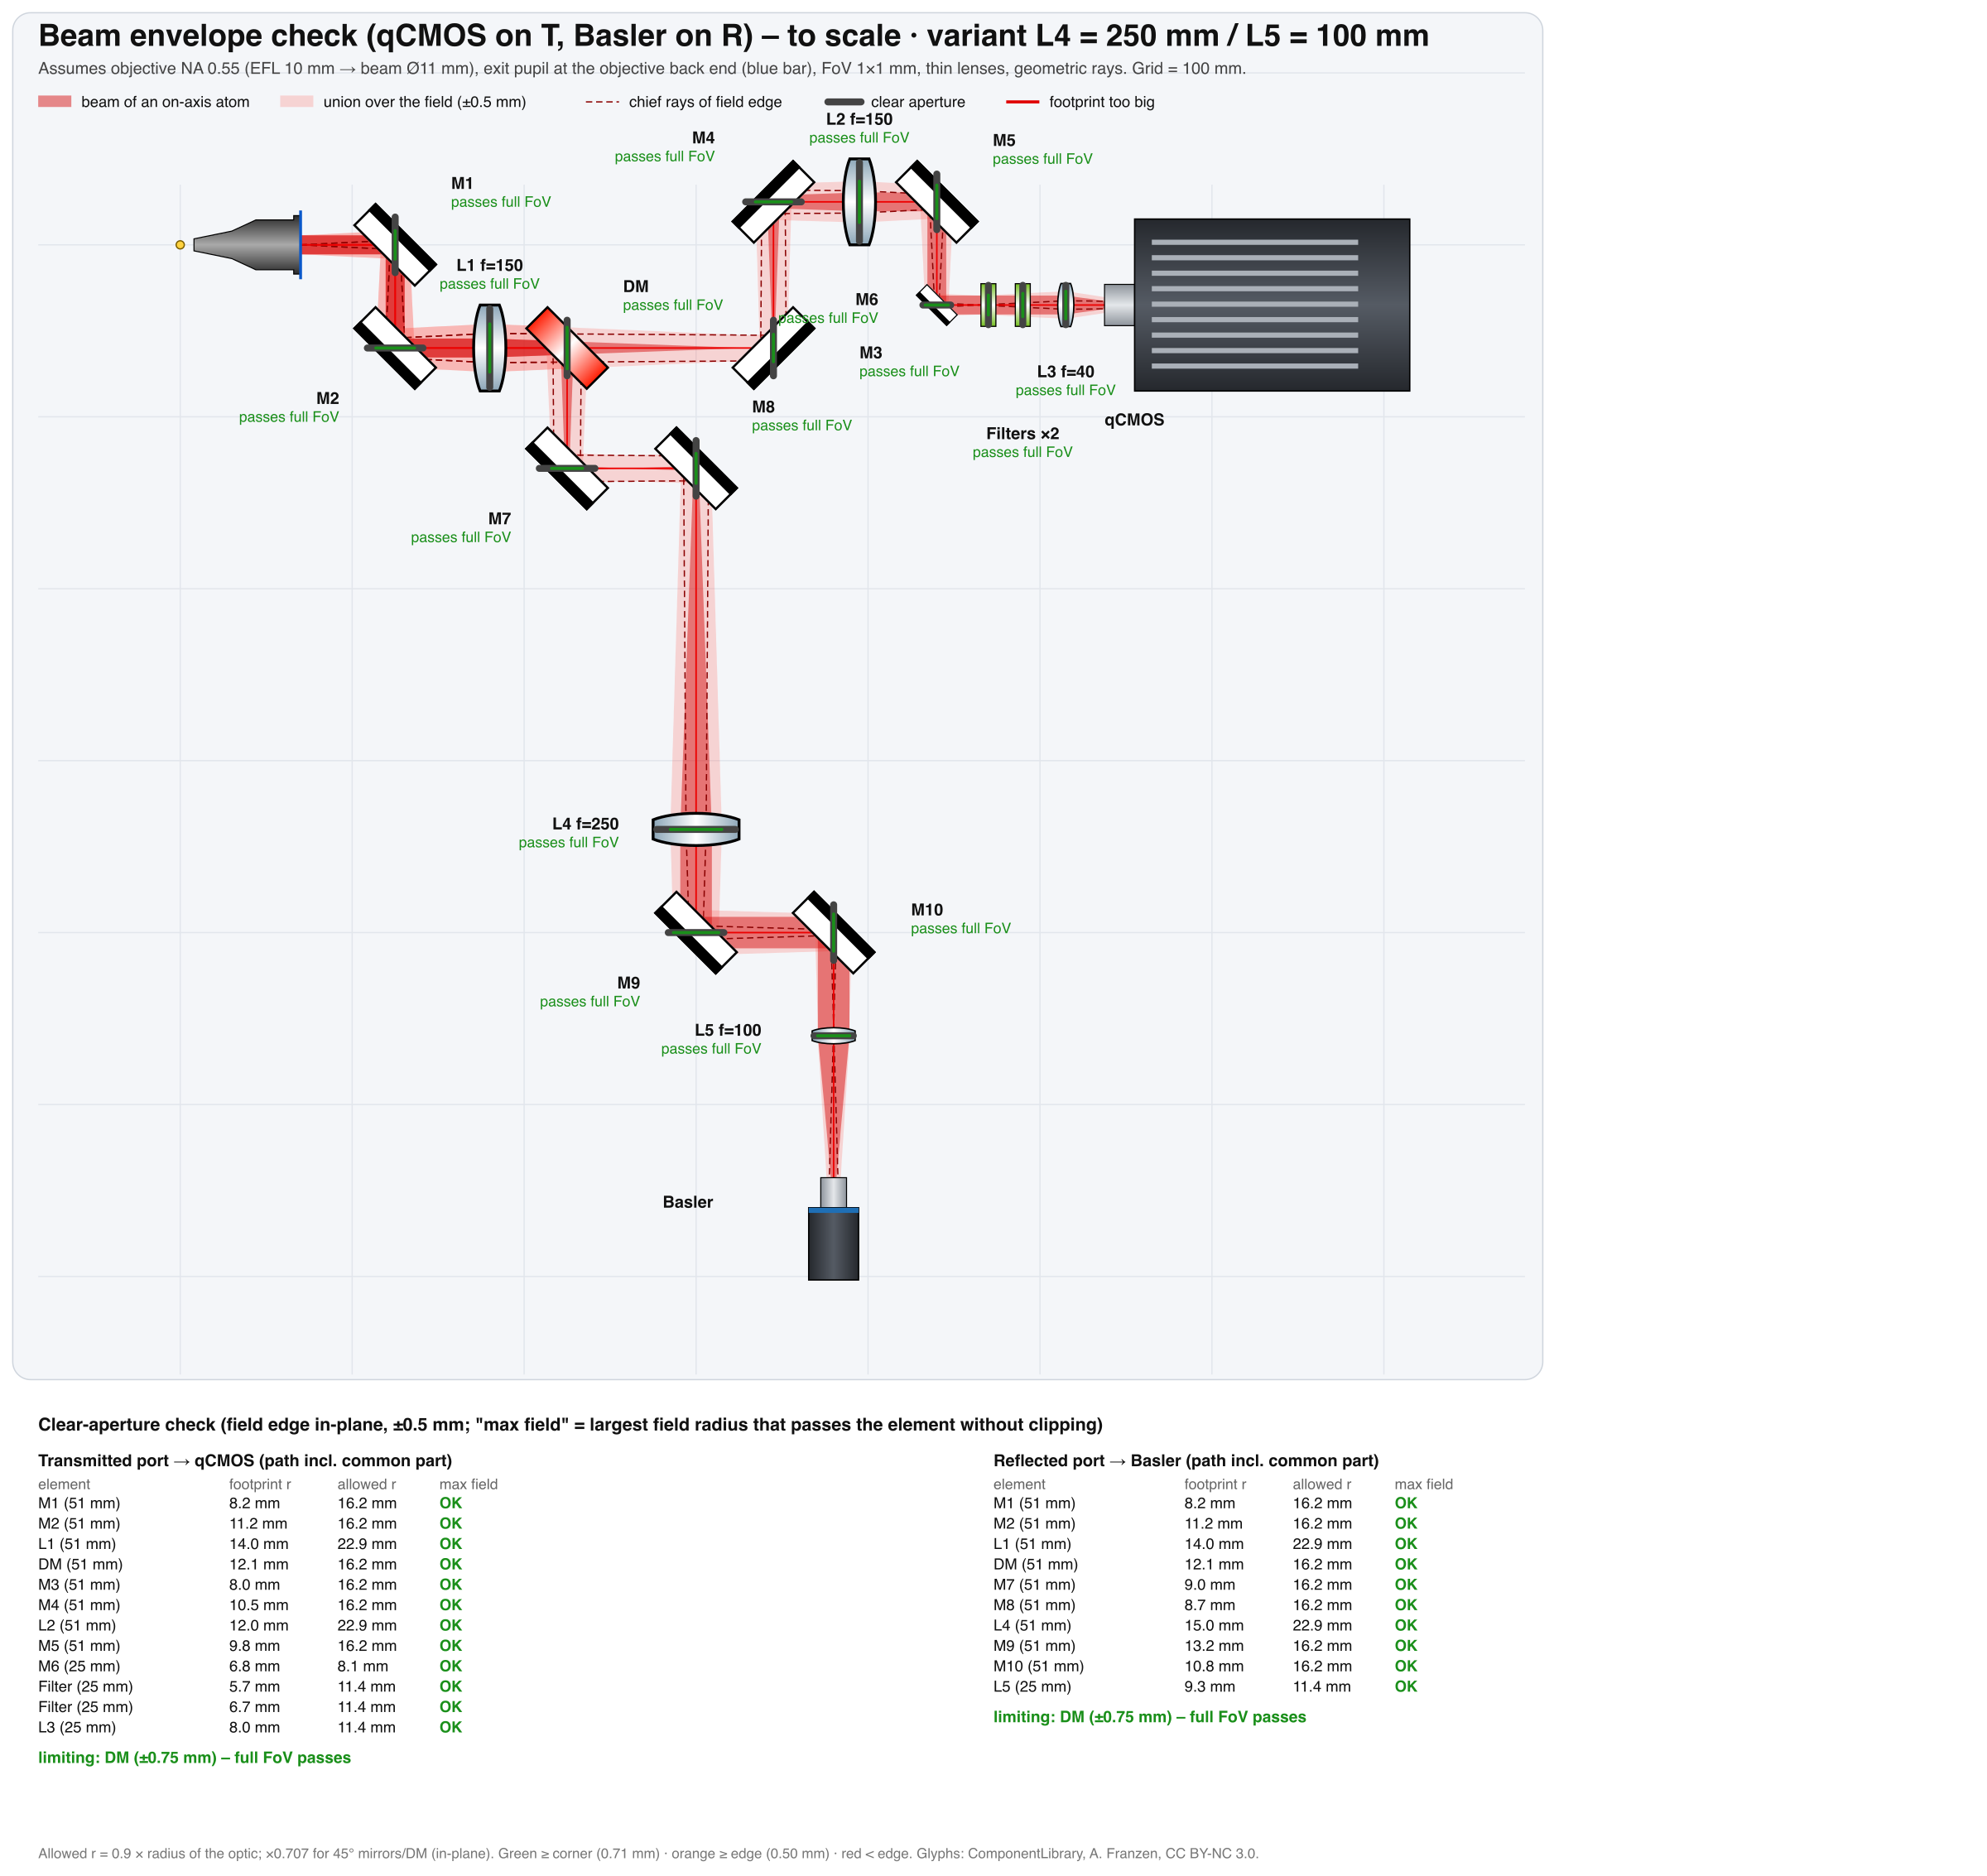 Beam envelope check (qCMOS on T, Basler on R) – to scale · variant L4 = 250 mm / L5 = 100 mm
Assumes objective NA 0.55 (EFL 10 mm → beam Ø11 mm), exit pupil at the objective back end (blue bar), FoV 1×1 mm, thin lenses, geometric rays. Grid = 100 mm.
beam of an on-axis atom
union over the field (±0.5 mm)
chief rays of field edge
clear aperture
footprint too big
L2 f=150
passes full FoV
M4
passes full FoV
M5
passes full FoV
M1
passes full FoV
L1 f=150
passes full FoV
DM
passes full FoV
M6
passes full FoV
M3
passes full FoV
L3 f=40
passes full FoV
M2
passes full FoV
M8
passes full FoV
qCMOS
Filters ×2
passes full FoV
M7
passes full FoV
L4 f=250
passes full FoV
M10
passes full FoV
M9
passes full FoV
L5 f=100
passes full FoV
Basler
Clear-aperture check (field edge in-plane, ±0.5 mm; "max field" = largest field radius that passes the element without clipping)
Transmitted port → qCMOS (path incl. common part)
element footprint r allowed r max field
M1 (51 mm) 8.2 mm 16.2 mm OK
M2 (51 mm) 11.2 mm 16.2 mm OK
L1 (51 mm) 14.0 mm 22.9 mm OK
DM (51 mm) 12.1 mm 16.2 mm OK
M3 (51 mm) 8.0 mm 16.2 mm OK
M4 (51 mm) 10.5 mm 16.2 mm OK
L2 (51 mm) 12.0 mm 22.9 mm OK
M5 (51 mm) 9.8 mm 16.2 mm OK
M6 (25 mm) 6.8 mm 8.1 mm OK
Filter (25 mm) 5.7 mm 11.4 mm OK
Filter (25 mm) 6.7 mm 11.4 mm OK
L3 (25 mm) 8.0 mm 11.4 mm OK
limiting: DM (±0.75 mm) – full FoV passes
Reflected port → Basler (path incl. common part)
element footprint r allowed r max field
M1 (51 mm) 8.2 mm 16.2 mm OK
M2 (51 mm) 11.2 mm 16.2 mm OK
L1 (51 mm) 14.0 mm 22.9 mm OK
DM (51 mm) 12.1 mm 16.2 mm OK
M7 (51 mm) 9.0 mm 16.2 mm OK
M8 (51 mm) 8.7 mm 16.2 mm OK
L4 (51 mm) 15.0 mm 22.9 mm OK
M9 (51 mm) 13.2 mm 16.2 mm OK
M10 (51 mm) 10.8 mm 16.2 mm OK
L5 (25 mm) 9.3 mm 11.4 mm OK
limiting: DM (±0.75 mm) – full FoV passes
Allowed r = 0.9 × radius of the optic; ×0.707 for 45° mirrors/DM (in-plane). Green ≥ corner (0.71 mm) · orange ≥ edge (0.50 mm) · red < edge. Glyphs: ComponentLibrary, A. Franzen, CC BY-NC 3.0.